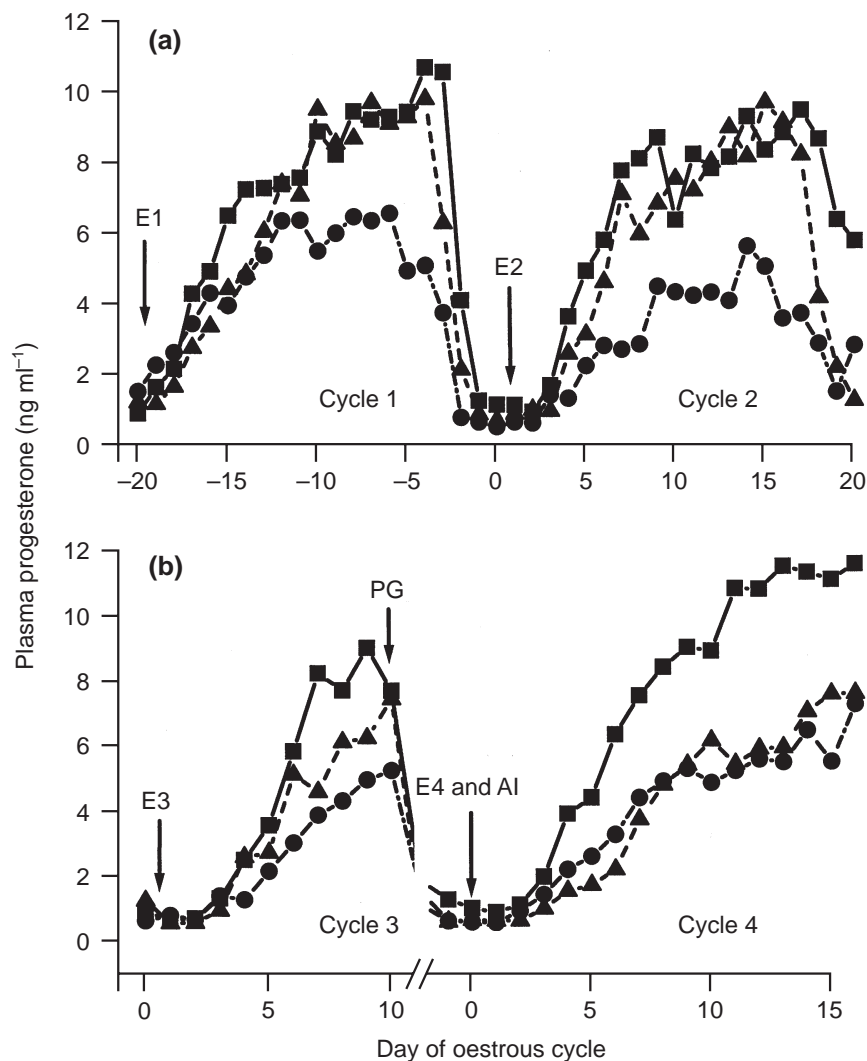 (a)
12
10
8
6
4
2
0
E1
E2
Cycle 1
Cycle 2
–20
–15
–10
–5
0
5
10
15
20
Plasma progesterone (ng ml⁻¹)
(b)
12
10
8
6
4
2
0
PG
E3
E4 and AI
Cycle 3
Cycle 4
0
5
10
0
5
10
15
Day of oestrous cycle